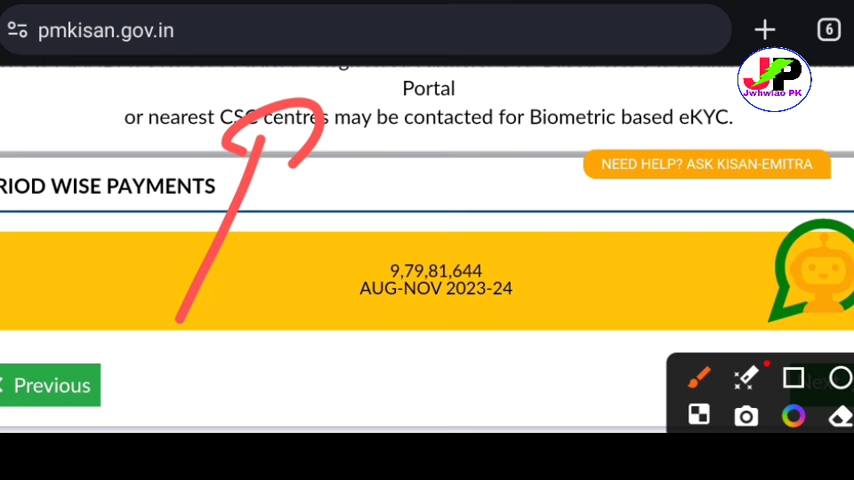 pmkisan.gov.in
6
Portal
or nearest CSC centres may be contacted for Biometric based eKYC.
JP
Jwhwlao PK
NEED HELP? ASK KISAN-EMITRA
RIOD WISE PAYMENTS
9,79,81,644
AUG-NOV 2023-24
Previous